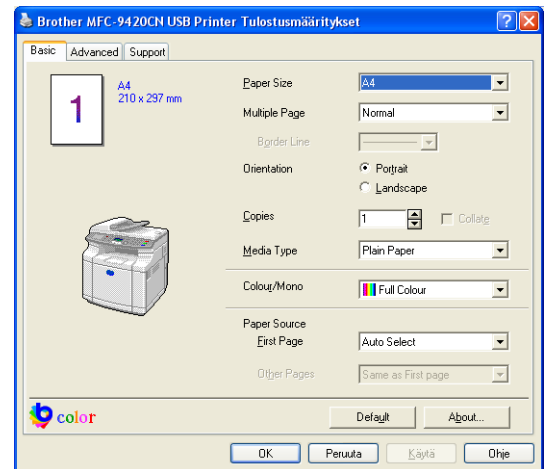 Brother MFC-9420CN USB Printer Tulostusmääritykset
Basic Advanced Support
1
A4
210 x 297 mm
Paper Size A4
Multiple Page Normal
Border Line
Orientation Portrait
Landscape
Copies 1 Collate
Media Type Plain Paper
Colour/Mono Full Colour
Paper Source
First Page Auto Select
Other Pages Same as First page
color
Default About...
OK Peruuta Käytä Ohje